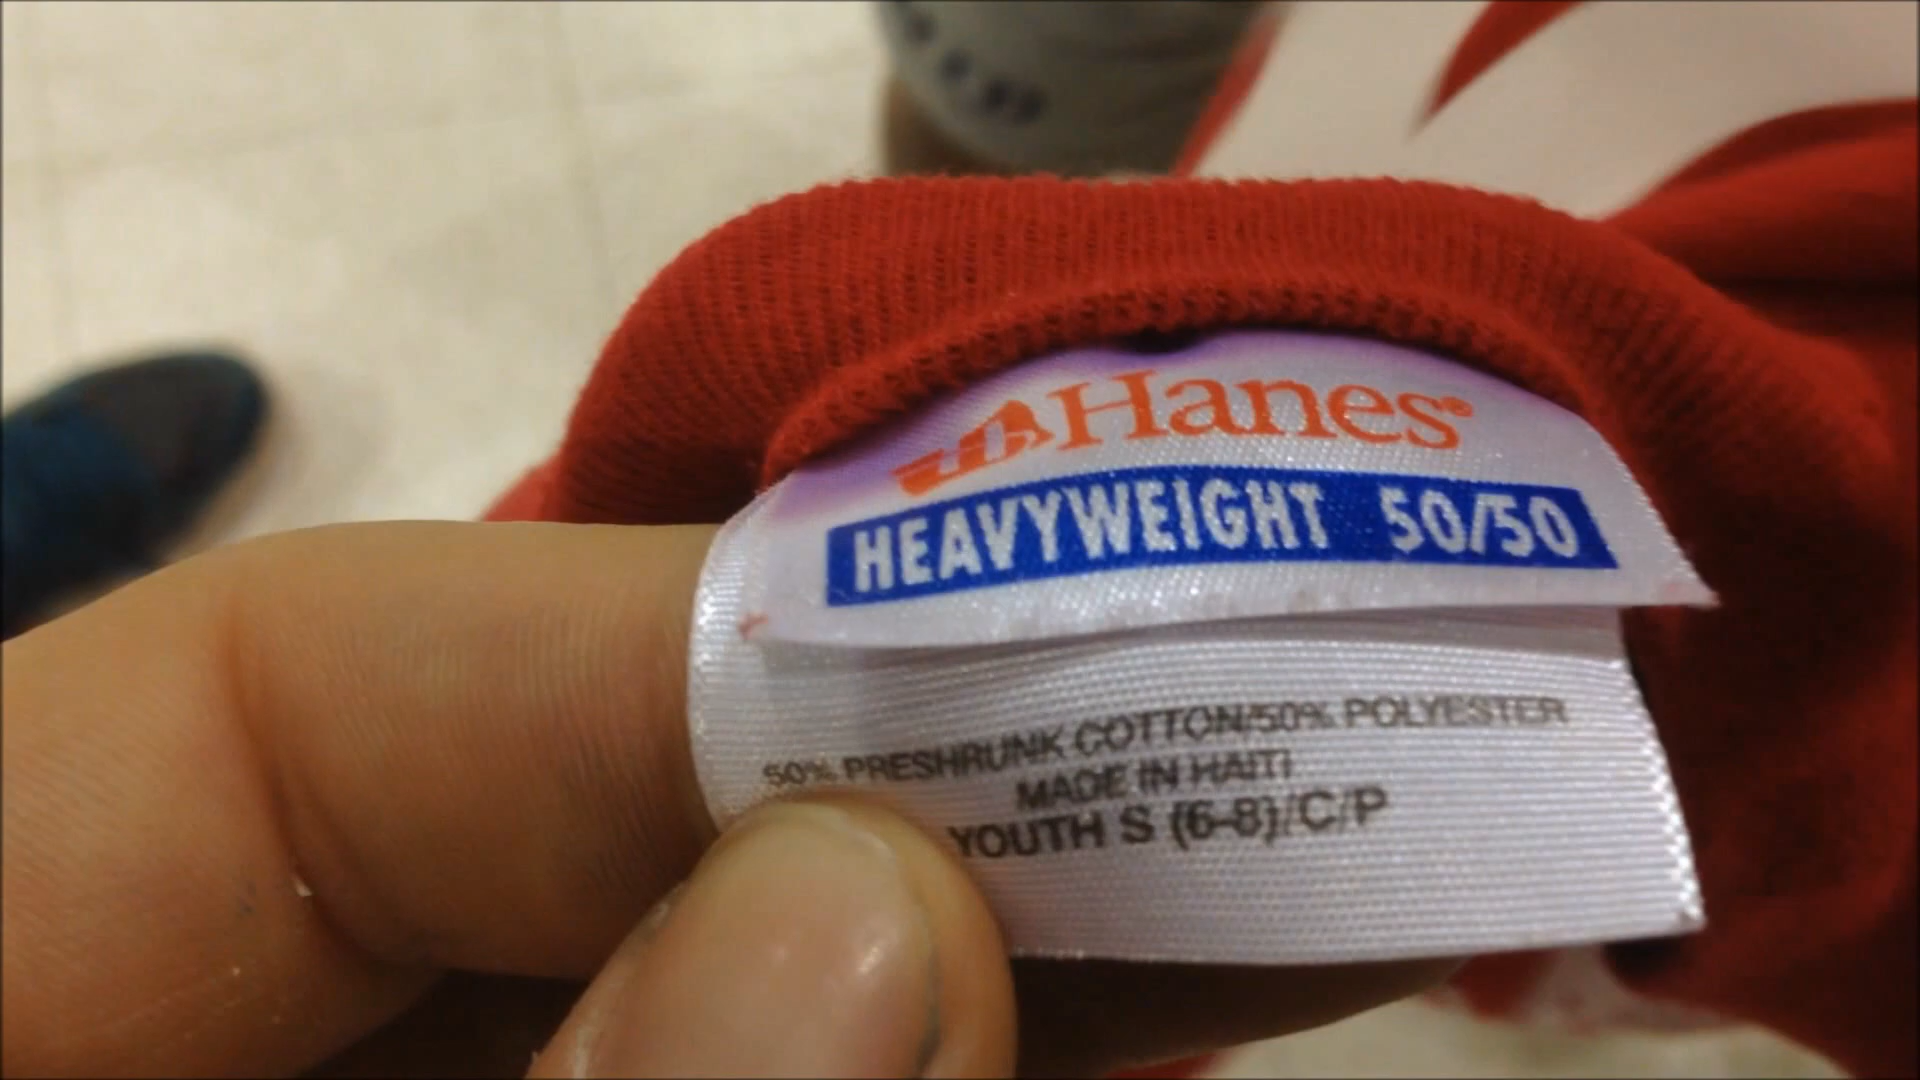 Hanes®
HEAVYWEIGHT 50/50
50% PRESHRUNK COTTON/50% POLYESTER
MADE IN HAITI
YOUTH S (6-8)/C/P